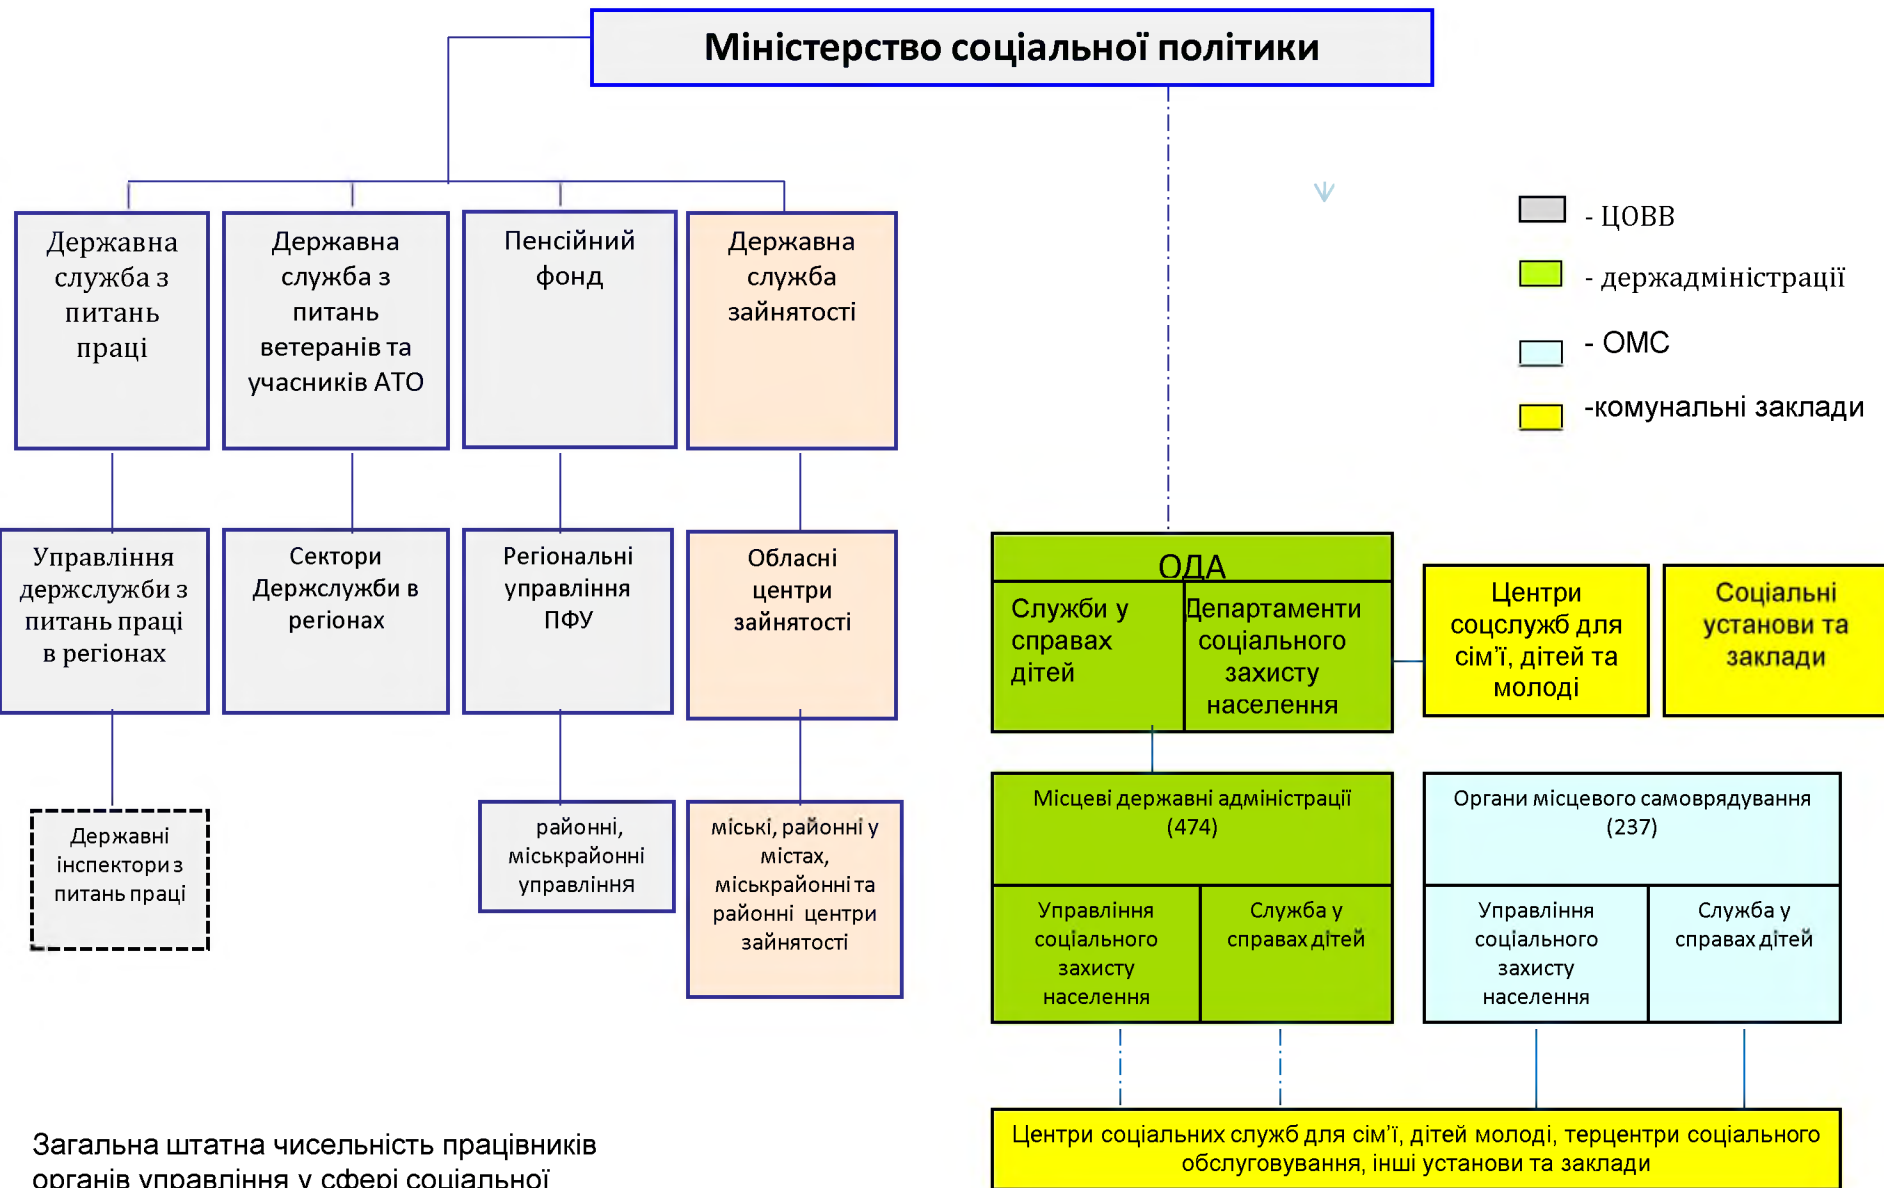 Міністерство соціальної політики
Державна
служба з
питань
праці
Державна
служба з
питань
ветеранів та
учасників АТО
Пенсійний
фонд
Державна
служба
зайнятості
- ЦОВВ
- держадміністрації
- ОМС
-комунальні заклади
Управління
держслужби з
питань праці
в регіонах
Сектори
Держслужби в
регіонах
Регіональні
управління
ПФУ
Обласні
центри
зайнятості
ОДА
Служби у
справах
дітей
Департаменти
соціального
захисту
населення
Центри
соцслужб для
сім’ї, дітей та
молоді
Соціальні
установи та
заклади
Державні
інспектори з
питань праці
районні,
міськрайонні
управління
міські, районні у
містах,
міськрайонні та
районні центри
зайнятості
Місцеві державні адміністрації
(474)
Управління
соціального
захисту
населення
Служба у
справах дітей
Органи місцевого самоврядування
(237)
Управління
соціального
захисту
населення
Служба у
справах дітей
Центри соціальних служб для сім’ї, дітей молоді, терцентри соціального
обслуговування, інші установи та заклади
Загальна штатна чисельність працівників
органів управління у сфері соціальної